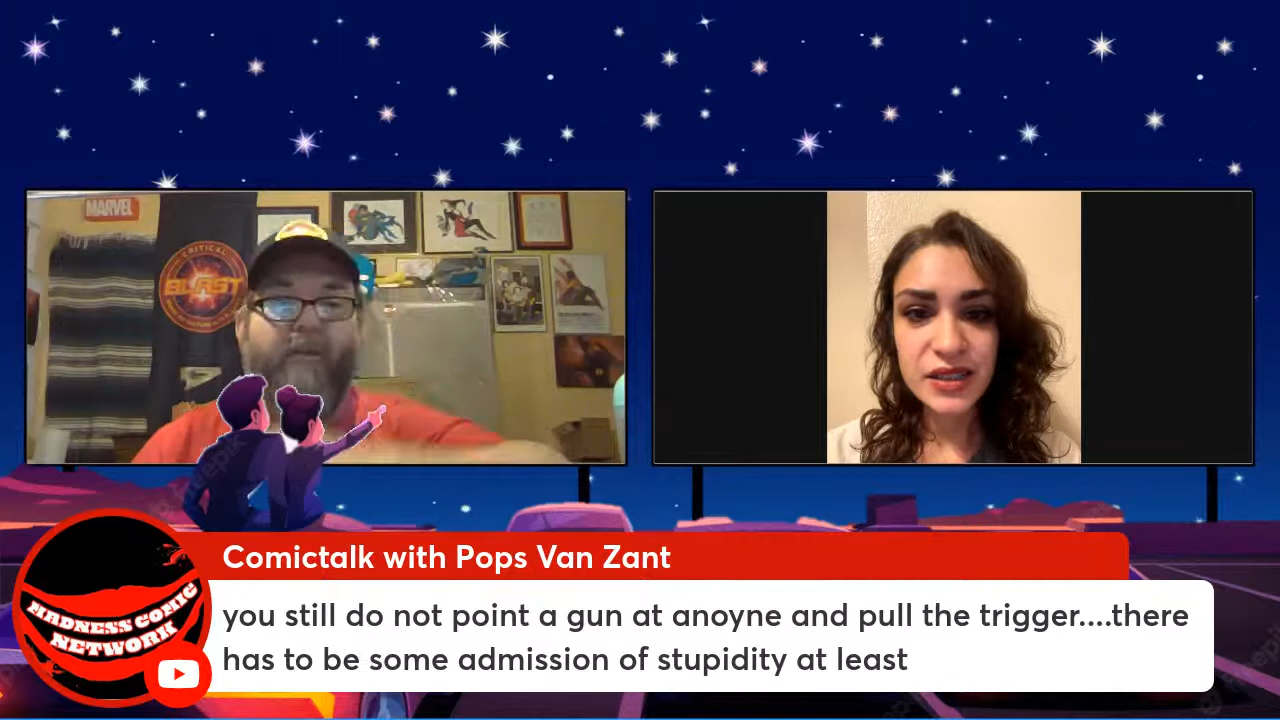 MARVEL
CRITICAL
BLAST
Comictalk with Pops Van Zant
you still do not point a gun at anoyne and pull the trigger....there
has to be some admission of stupidity at least
MADNESS COMIC
NETWORK